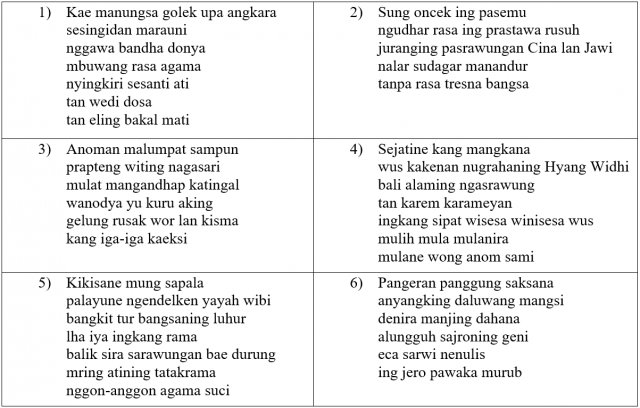 1) Kae manungsa golek upa angkara
sesingidan marauni
nggawa bandha donya
mbuwang rasa agama
nyingkiri sesanti ati
tan wedi dosa
tan eling bakal mati
2) Sung oncek ing pasemu
ngudhar rasa ing prastawa rusuh
juranging pasrawungan Cina lan Jawi
nalar sudagar manandur
tanpa rasa tresna bangsa
3) Anoman malumpat sampun
prapteng witing nagasari
mulat mangandhap katingal
wanodya yu kuru aking
gelung rusak wor lan kisma
kang iga-iga kaeksi
4) Sejatine kang mangkana
wus kakenan nugrahaning Hyang Widhi
bali alaming ngasrawung
tan karem karameyan
ingkang sipat wisesa winisesa wus
mulih mula mulanira
mulane wong anom sami
5) Kikisane mung sapala
palayune ngendelken yayah wibi
bangkit tur bangsaning luhur
lha iya ingkang rama
balik sira sarawungan bae durung
mring atining tatakrama
nggon-anggon agama suci
6) Pangeran panggung saksana
anyangking daluwang mangsi
denira manjing dahana
alungguh sajroning geni
eca sarwi nenulis
ing jero pawaka murub